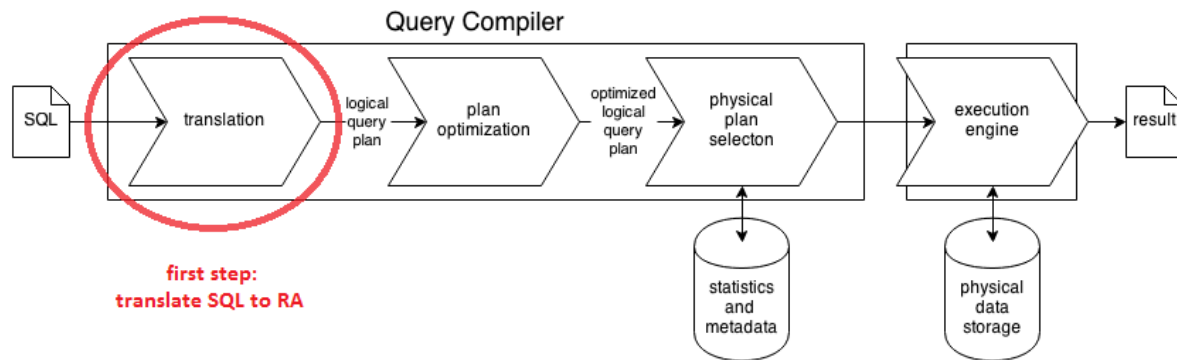 Query Compiler
SQL
translation
logical
query
plan
plan
optimization
optimized
logical
query
plan
physical
plan
selecton
execution
engine
result
first step:
translate SQL to RA
statistics
and
metadata
physical
data
storage